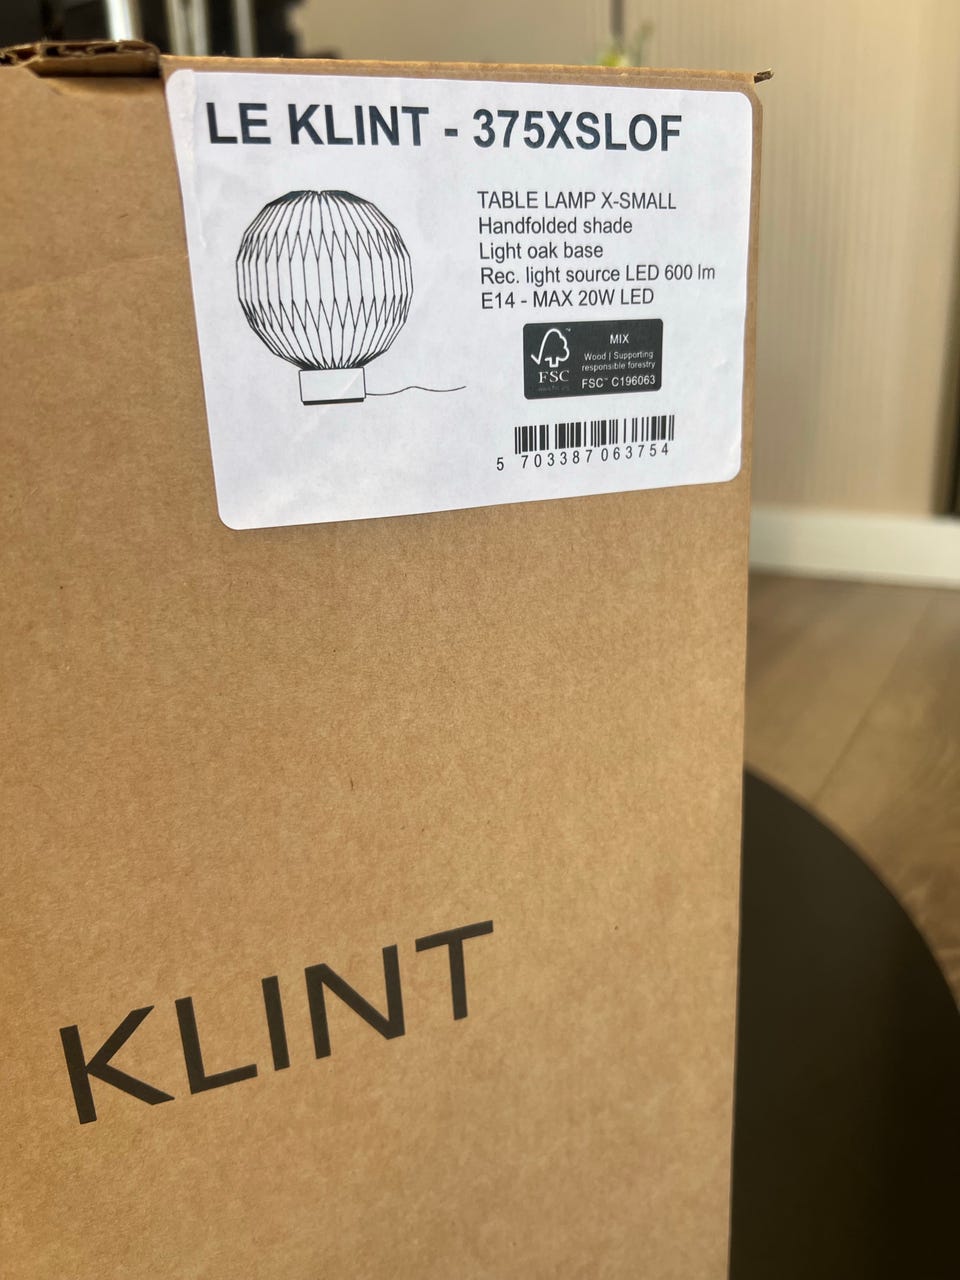 LE KLINT - 375XSLOF
TABLE LAMP X-SMALL
Handfolded shade
Light oak base
Rec. light source LED 600 lm
E14 - MAX 20W LED
MIX
Wood | Supporting
responsible forestry
FSC
FSC™ C196063
5 703387 063754
KLINT